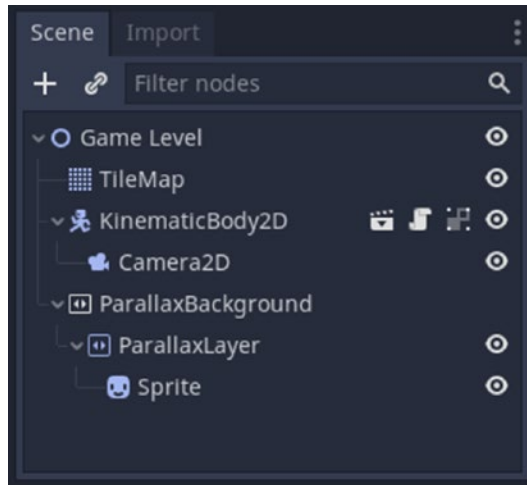 Scene Import
Filter nodes
Game Level
TileMap
KinematicBody2D
Camera2D
ParallaxBackground
ParallaxLayer
Sprite